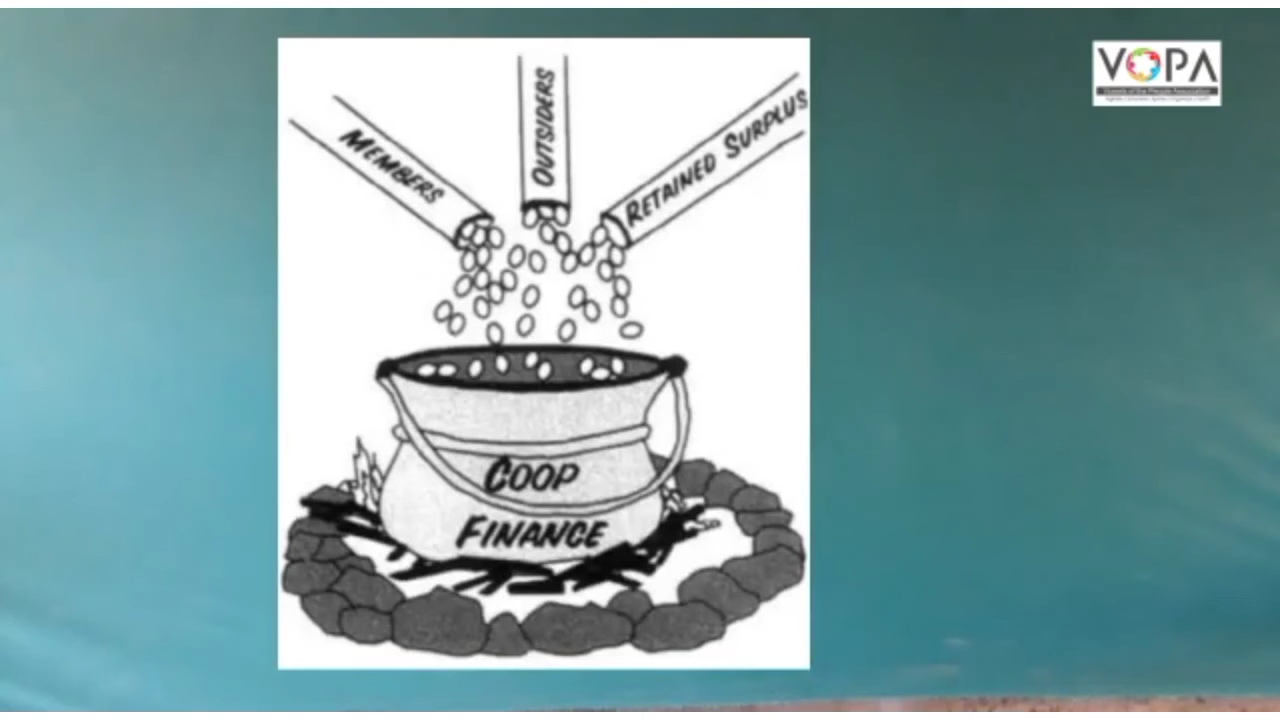 VOPA
MEMBERS
OUTSIDERS
RETAINED SURPLUS
COOP
FINANCE